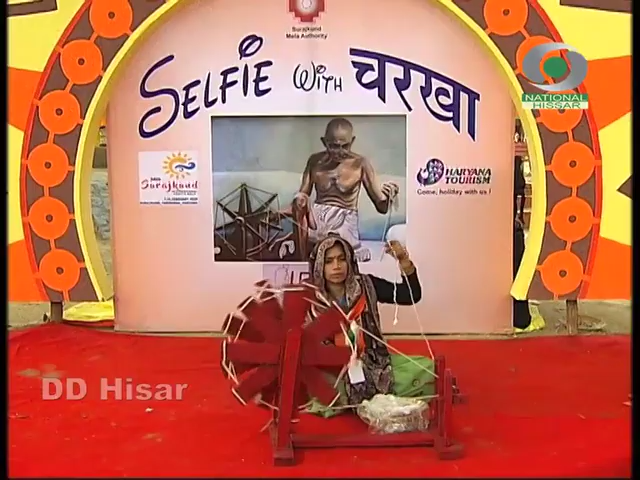 Surajkund
Mela Authority
SELFIE WITH चरखा
NATIONAL
HISSAR
Surajkund
HARYANA
TOURISM
Come, holiday with us !
DD Hisar